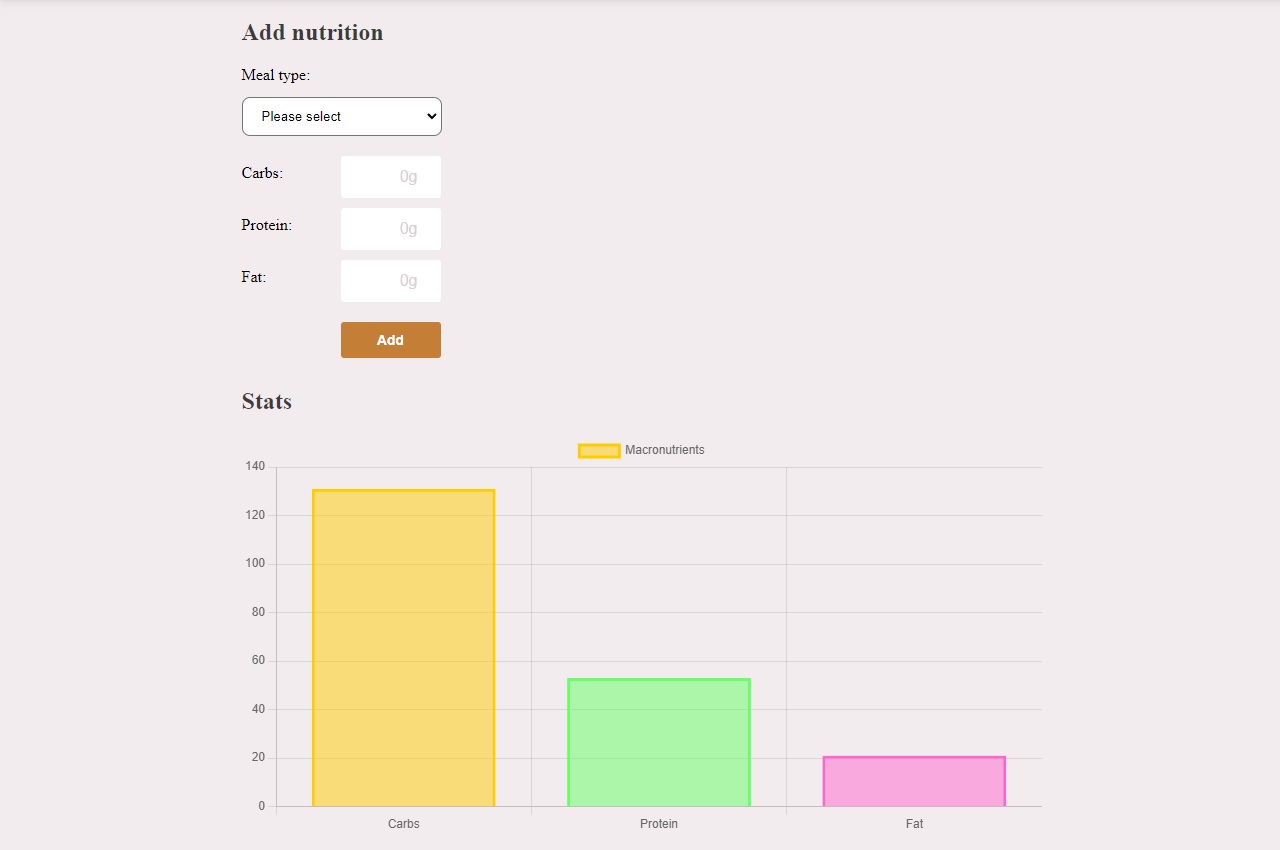 Add nutrition
Meal type:
Please select
Carbs: 0g
Protein: 0g
Fat: 0g
Add
Stats
Macronutrients
140
120
100
80
60
40
20
0
Carbs Protein Fat